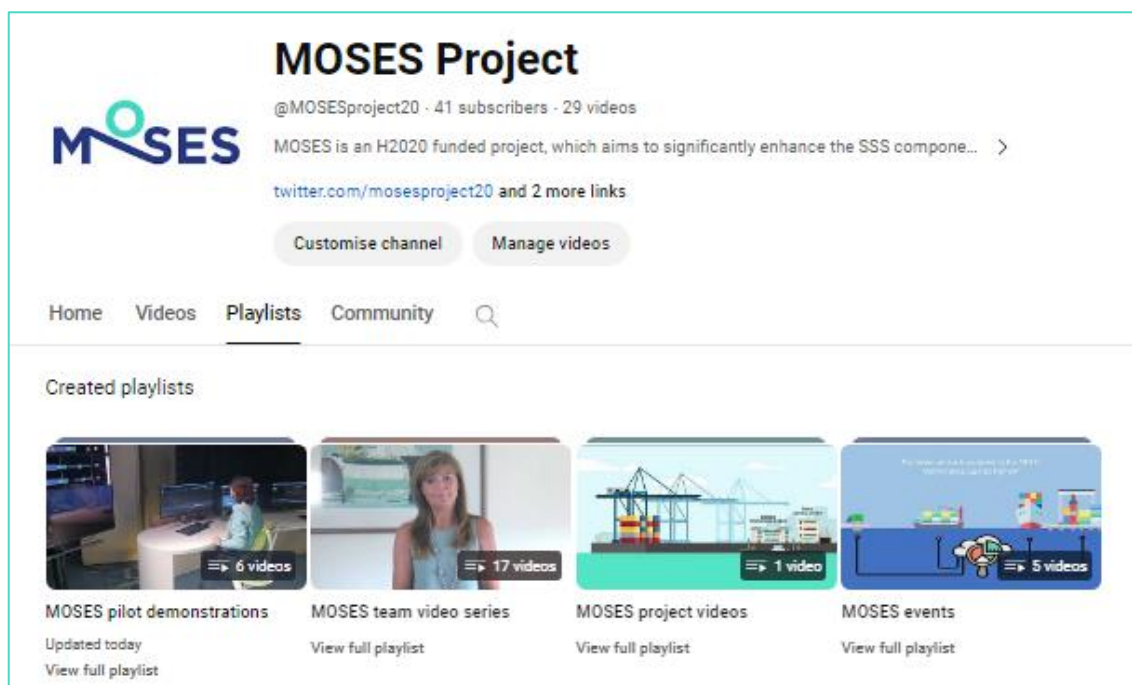 MOSES Project
MOSES
@MOSESproject20 · 41 subscribers · 29 videos
MOSES is an H2020 funded project, which aims to significantly enhance the SSS compone... >
twitter.com/mosesproject20 and 2 more links
Customise channel
Manage videos
Home
Videos
Playlists
Community
Created playlists
6 videos
17 videos
1 video
5 videos
MOSES pilot demonstrations
MOSES team video series
MOSES project videos
MOSES events
Updated today
View full playlist
View full playlist
View full playlist
View full playlist